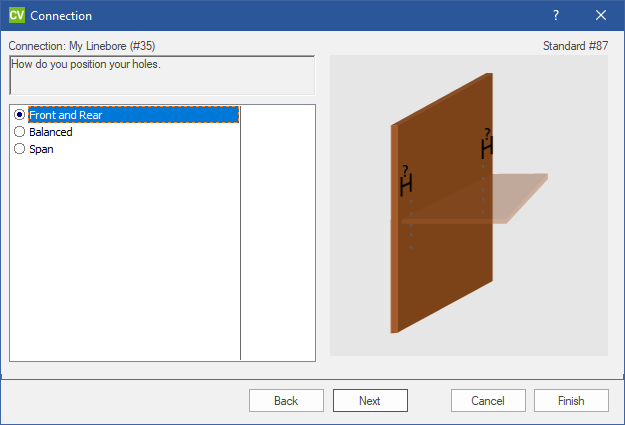 CV Connection ?
Connection: My Linebore (#35) Standard #87
How do you position your holes.
Front and Rear
Balanced
Span
?
H
?
H
Back Next Cancel Finish